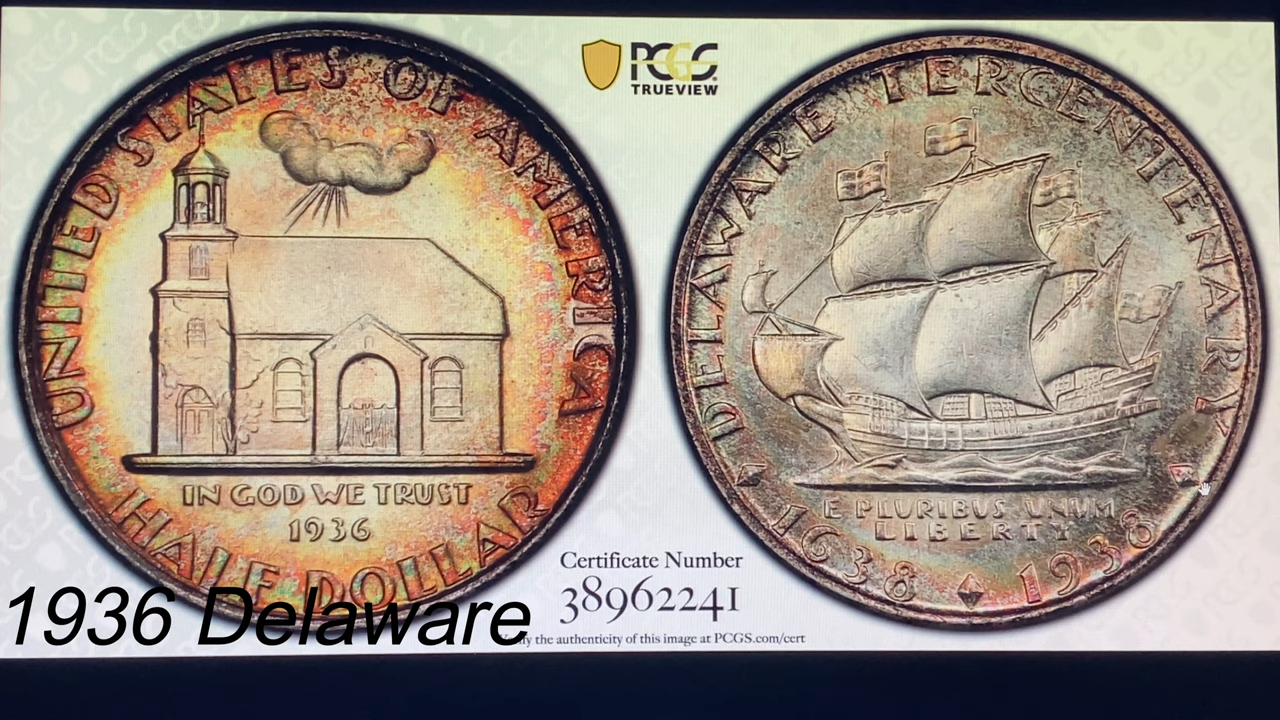 UNITED STATES OF AMERICA
IN GOD WE TRUST
1936
HALF DOLLAR
PCGS
TRUEVIEW
DELAWARE TERCENTENARY
E PLURIBUS UNUM
LIBERTY
1638 1938
Certificate Number
38962241
the authenticity of this image at PCGS.com/cert
1936 Delaware